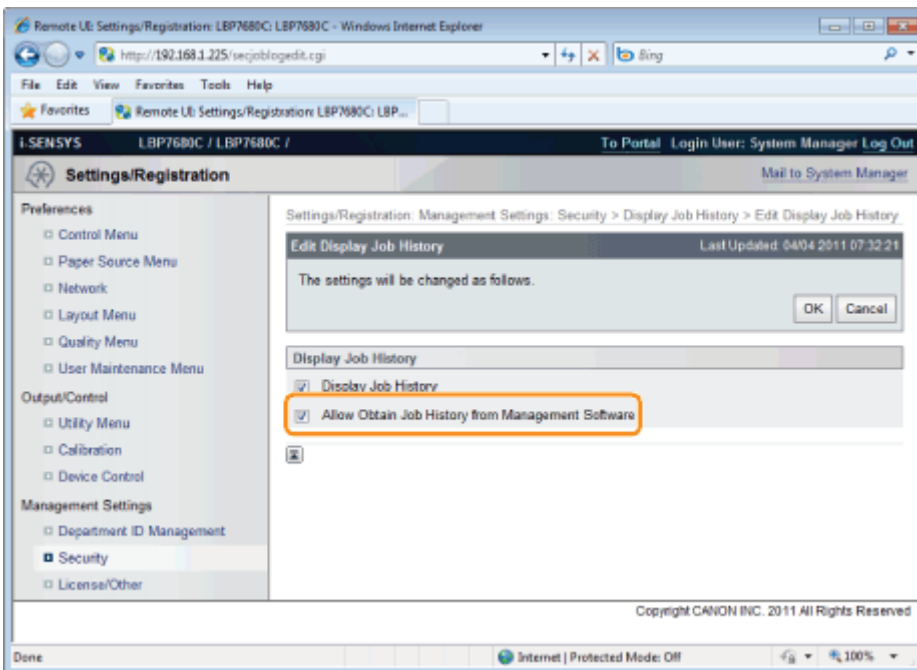 Remote UI: Settings/Registration: LBP7680C: LBP7680C - Windows Internet Explorer
http://192.168.1.225/secjoblogedit.cgi
Bing
File Edit View Favorites Tools Help
Favorites
Remote UI: Settings/Registration: LBP7680C: LBP...
i-SENSYS LBP7680C / LBP7680C / To Portal Login User: System Manager Log Out
Settings/Registration Mail to System Manager
Preferences
Control Menu
Paper Source Menu
Network
Layout Menu
Quality Menu
User Maintenance Menu
Output/Control
Utility Menu
Calibration
Device Control
Management Settings
Department ID Management
Security
License/Other
Settings/Registration: Management Settings: Security > Display Job History > Edit Display Job History
Edit Display Job History Last Updated: 04/04 2011 07:32:21
The settings will be changed as follows.
OK Cancel
Display Job History
Display Job History
Allow Obtain Job History from Management Software
Copyright CANON INC. 2011 All Rights Reserved
Done Internet | Protected Mode: Off 100%